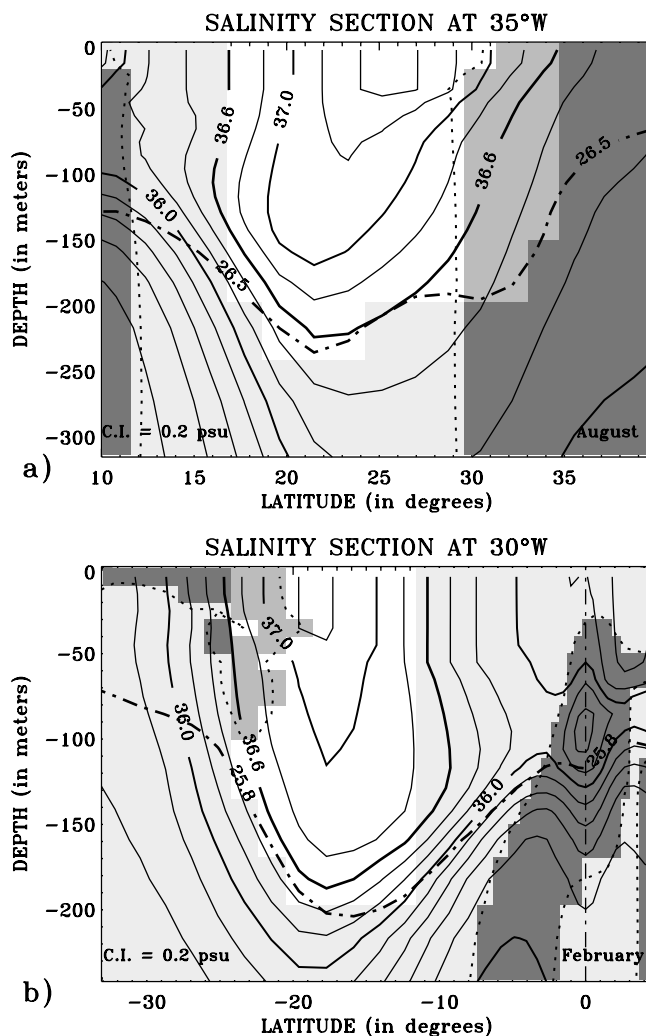 SALINITY SECTION AT 35°W
0
-50
-100
-150
-200
-250
-300
DEPTH (in meters)
36.6
37.0
36.6
26.5
36.0
26.5
C.I. = 0.2 psu
August
10 15 20 25 30 35
LATITUDE (in degrees)
a)
SALINITY SECTION AT 30°W
0
-50
-100
-150
-200
DEPTH (in meters)
37.0
36.0
36.6
25.8
36.0
25.8
C.I. = 0.2 psu
February
-30 -20 -10 0
LATITUDE (in degrees)
b)